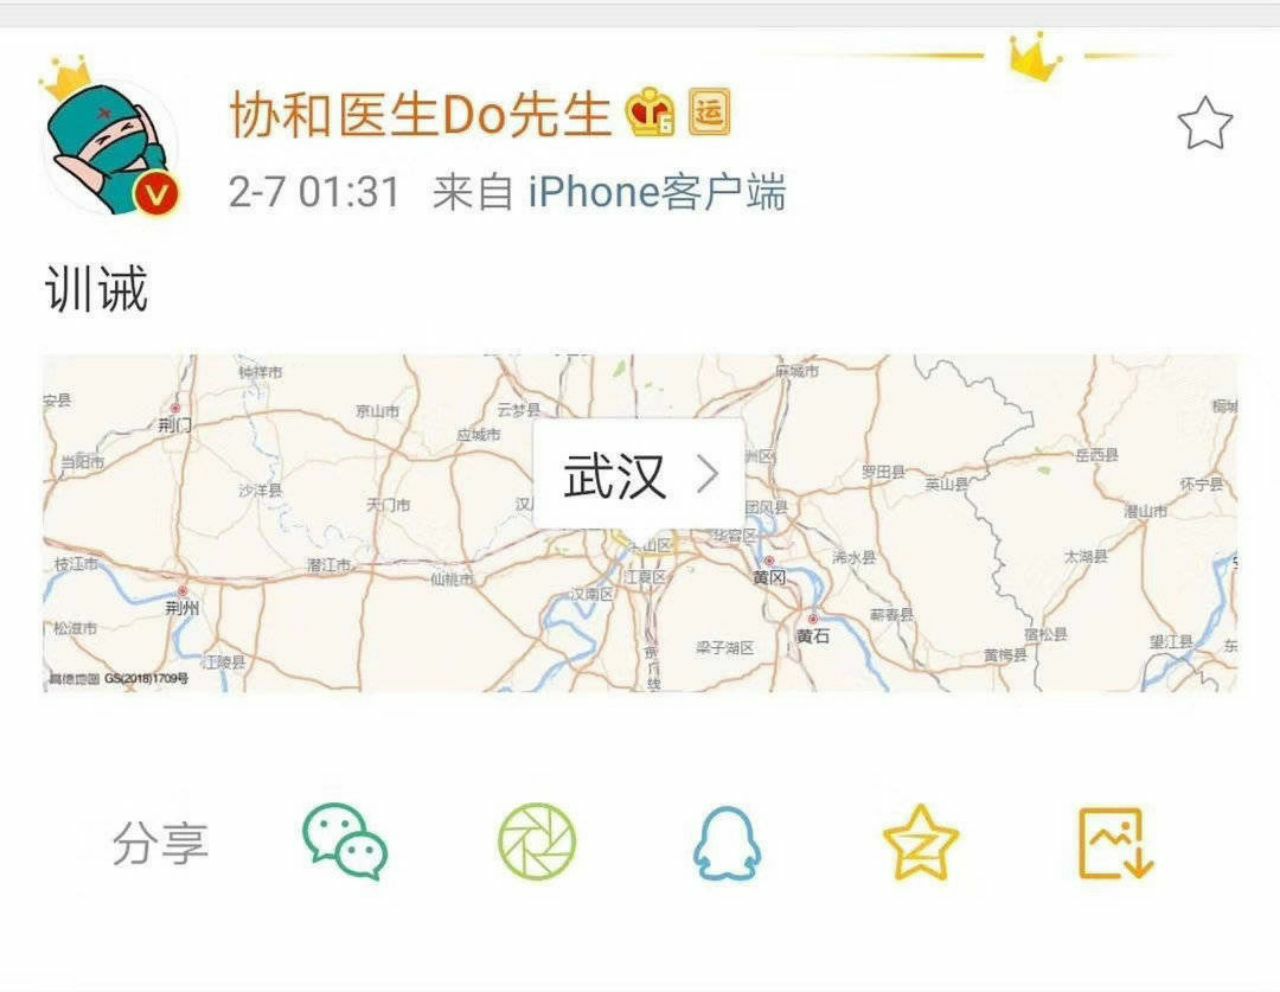 协和医生Do先生 6 运
2-7 01:31 来自 iPhone客户端
训诫
钟祥市
麻城市
安县
京山市
云梦县
荆门
应城市
岳西县
当阳市
武汉
州区
罗田县
英山县
怀宁县
沙洋县
天门市
汉
团风县
潜山市
华容区
山区
枝江市
潜江市
浠水县
太湖县
仙桃市
江夏区
黄冈
汉南区
荆州
蕲春县
松滋市
黄石
宿松县
梁子湖区
望江县
东
江陵县
黄梅县
高德地图 GS(2018)1709号
分享